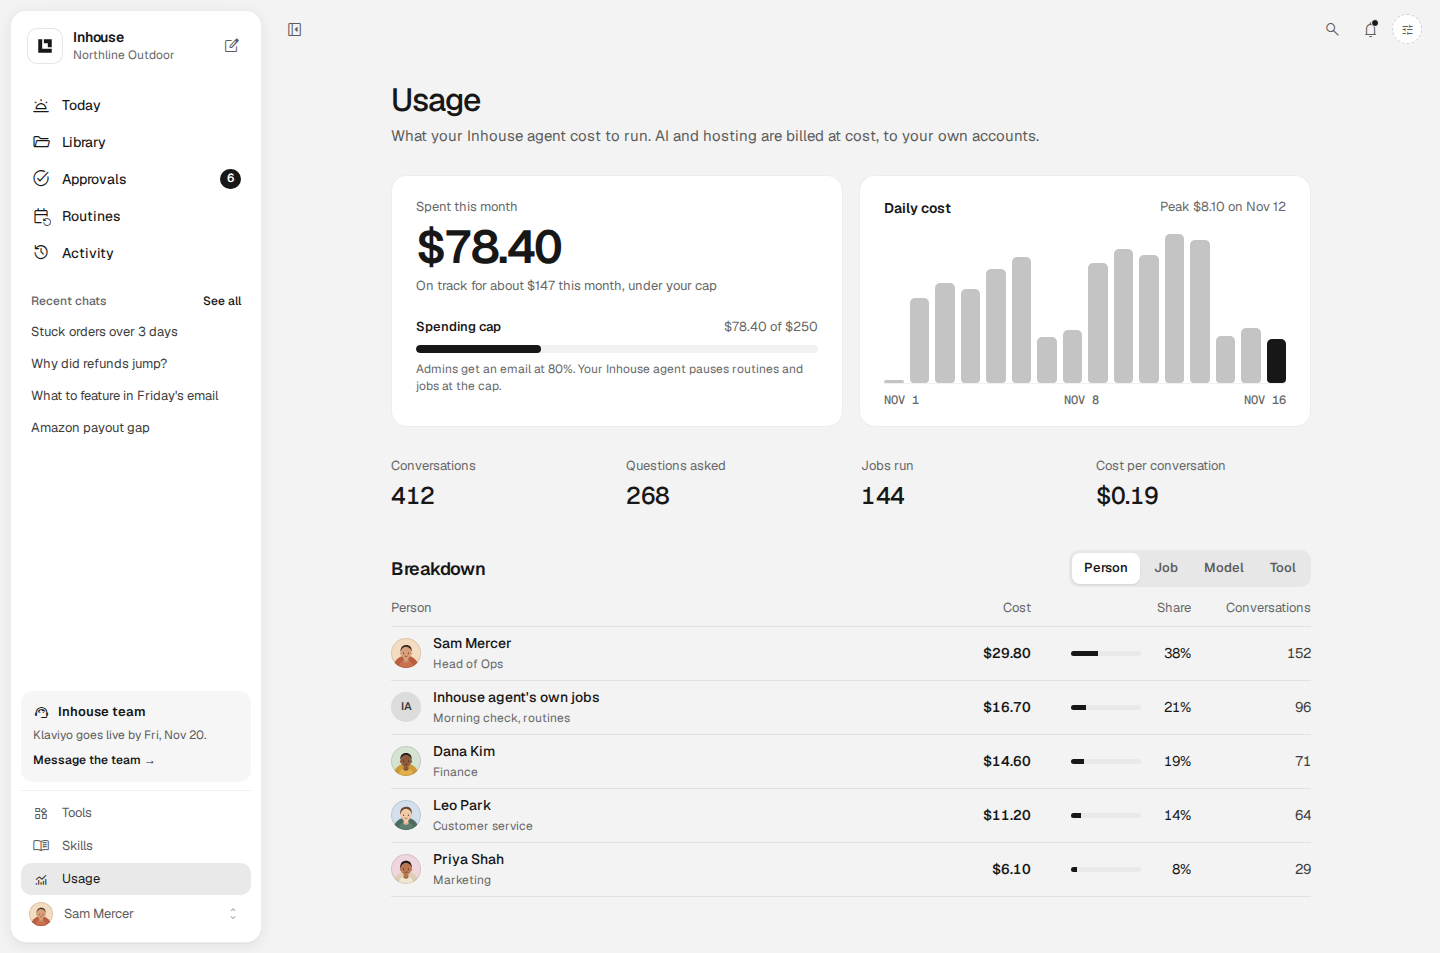 Inhouse
Northline Outdoor
Today
Library
Approvals
6
Routines
Activity
Recent chats
See all
Stuck orders over 3 days
Why did refunds jump?
What to feature in Friday's email
Amazon payout gap
Inhouse team
Klaviyo goes live by Fri, Nov 20.
Message the team →
Tools
Skills
Usage
Sam Mercer
Usage
What your Inhouse agent cost to run. AI and hosting are billed at cost, to your own accounts.
Spent this month
$78.40
On track for about $147 this month, under your cap
Spending cap
$78.40 of $250
Admins get an email at 80%. Your Inhouse agent pauses routines and
jobs at the cap.
Daily cost
Peak $8.10 on Nov 12
NOV 1
NOV 8
NOV 16
Conversations
412
Questions asked
268
Jobs run
144
Cost per conversation
$0.19
Breakdown
Person
Job
Model
Tool
Person
Cost
Share
Conversations
Sam Mercer
Head of Ops
$29.80
38%
152
IA
Inhouse agent's own jobs
Morning check, routines
$16.70
21%
96
Dana Kim
Finance
$14.60
19%
71
Leo Park
Customer service
$11.20
14%
64
Priya Shah
Marketing
$6.10
8%
29